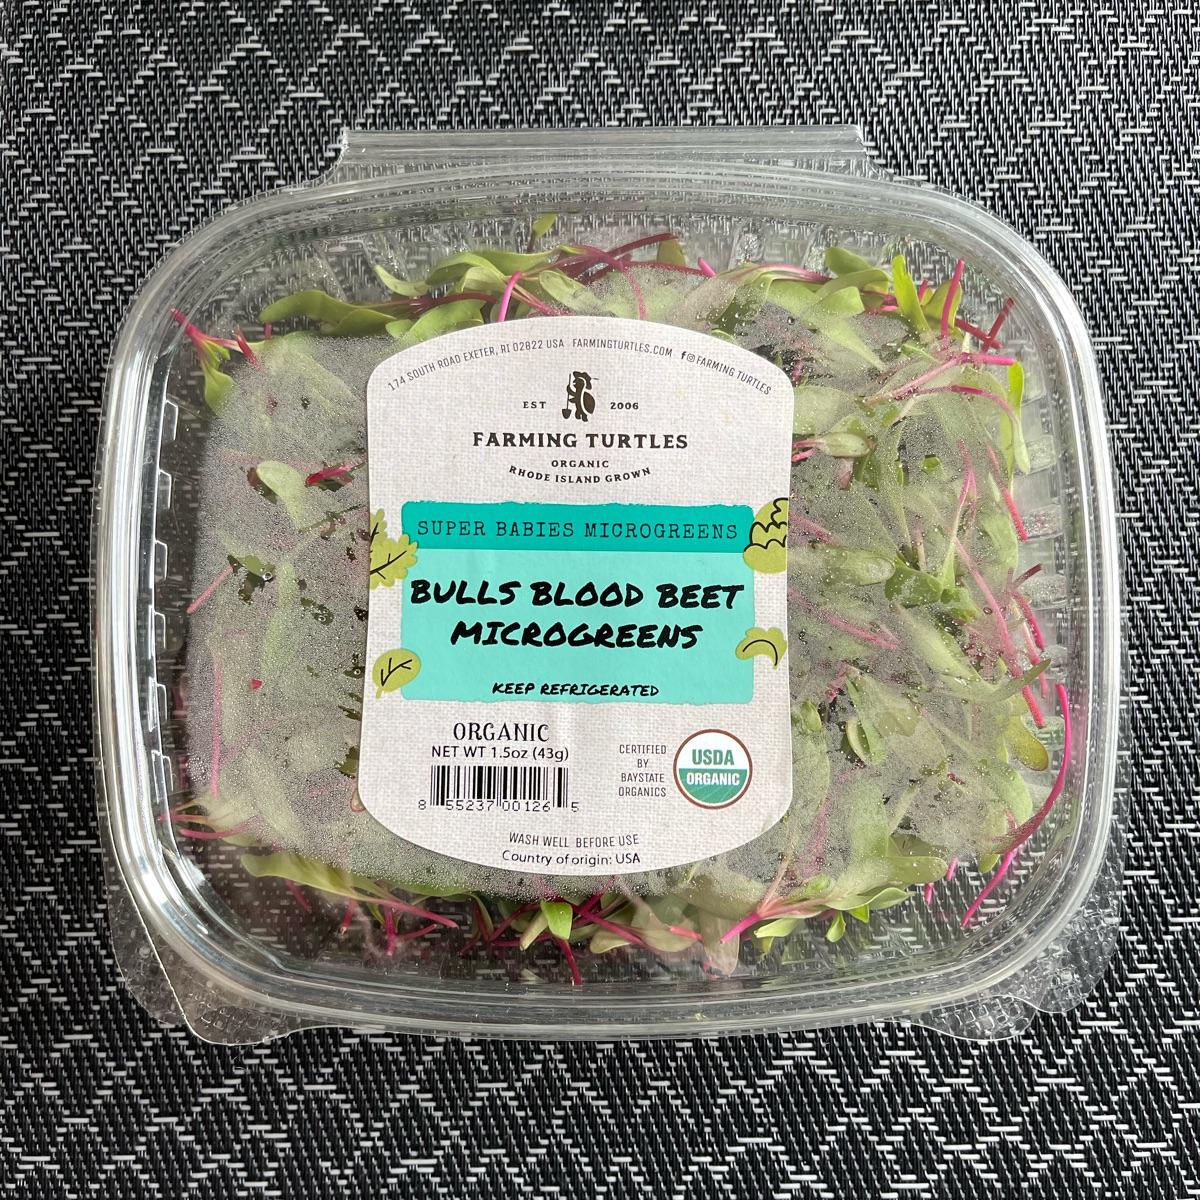 174 SOUTH ROAD EXETER, RI 02822 USA FARMINGTURTLES.COM f FARMING TURTLES
EST 2006
FARMING TURTLES
ORGANIC
RHODE ISLAND GROWN
SUPER BABIES MICROGREENS
BULLS BLOOD BEET
MICROGREENS
KEEP REFRIGERATED
ORGANIC
NET WT 1.5oz (43g)
8 55237 00126 5
CERTIFIED
BY
BAYSTATE
ORGANICS
USDA
ORGANIC
WASH WELL BEFORE USE
Country of origin: USA